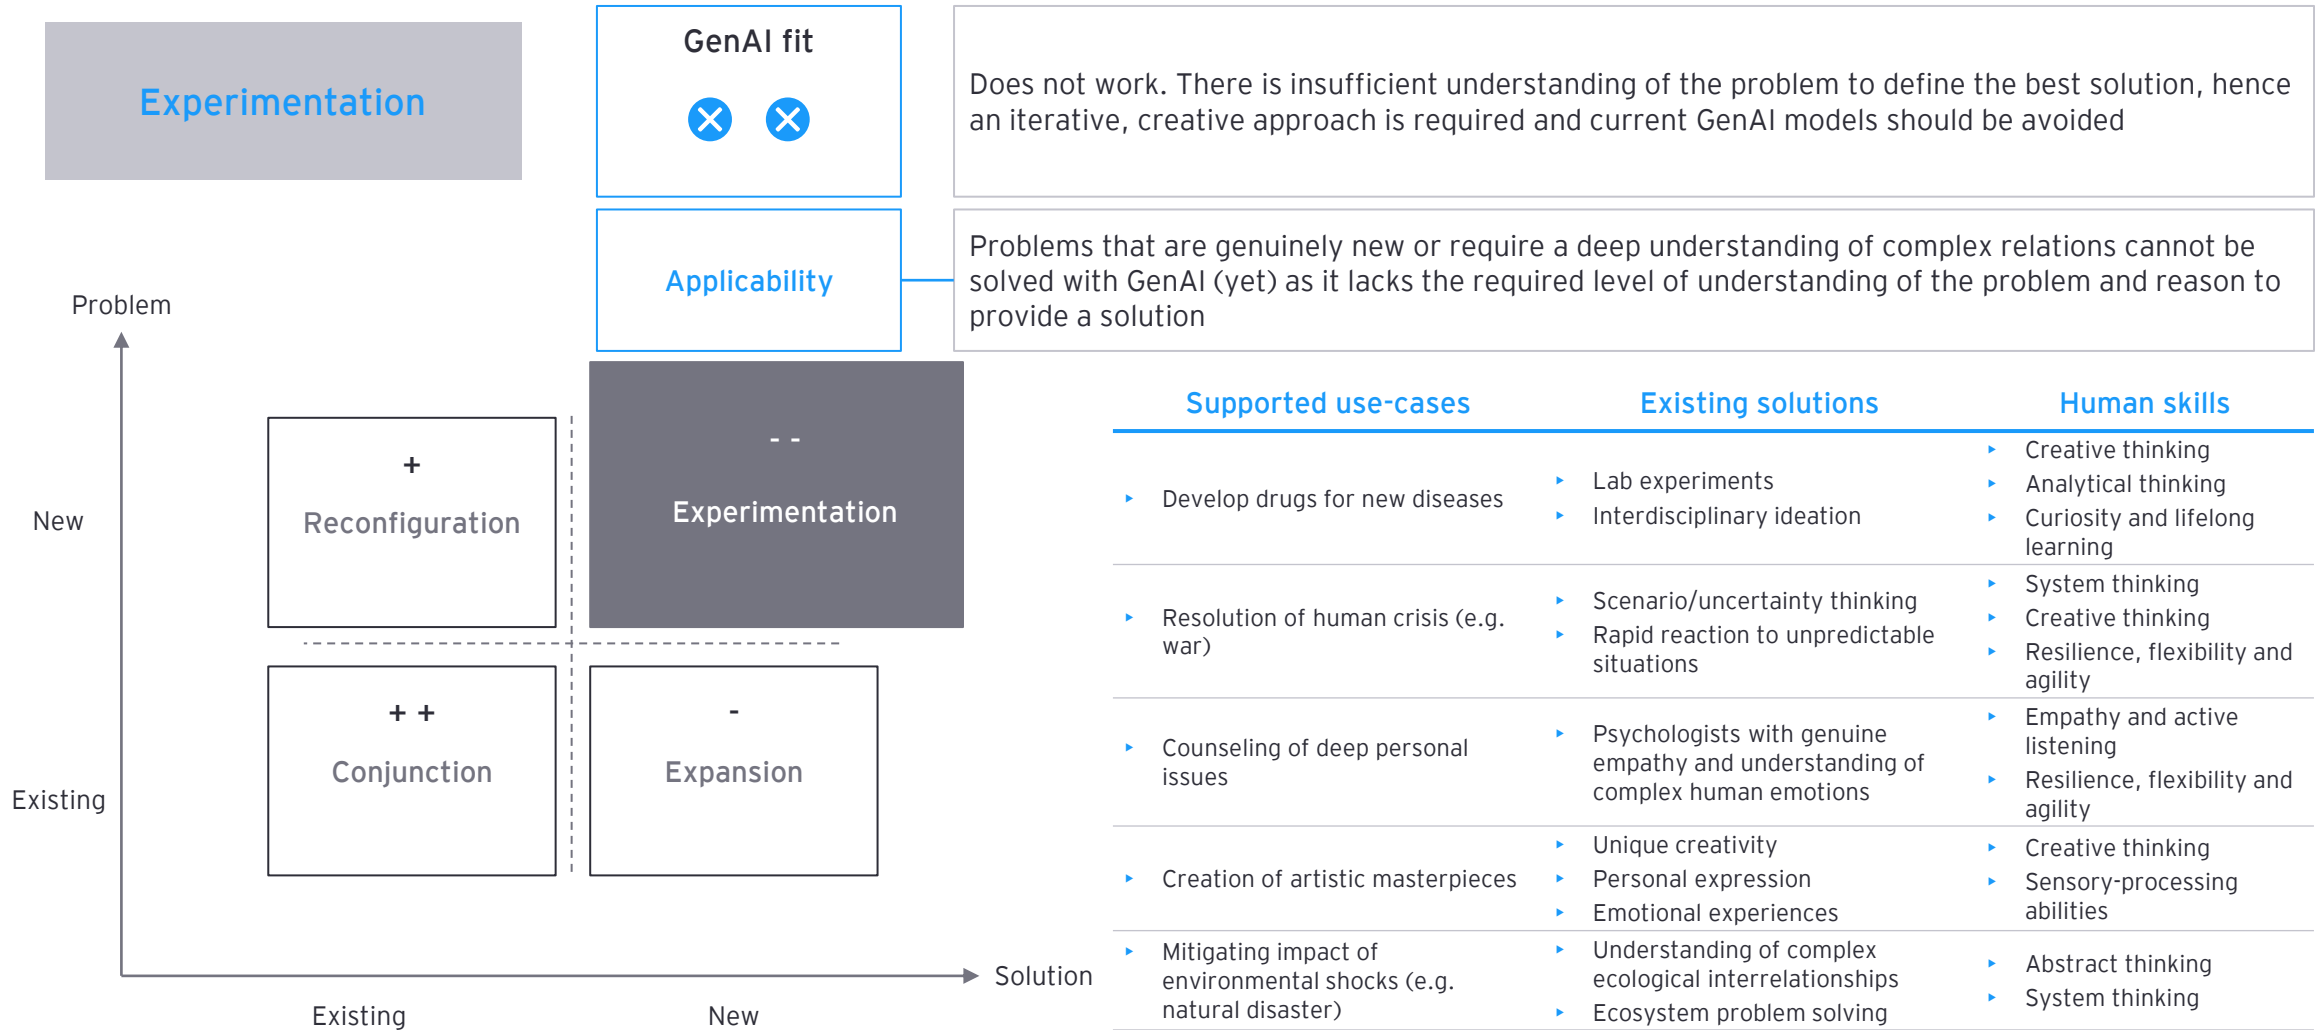 Experimentation
GenAI fit
Does not work. There is insufficient understanding of the problem to define the best solution, hence
an iterative, creative approach is required and current GenAI models should be avoided
Applicability
Problems that are genuinely new or require a deep understanding of complex relations cannot be
solved with GenAI (yet) as it lacks the required level of understanding of the problem and reason to
provide a solution
Problem
New
Existing
+
Reconfiguration
- -
Experimentation
+ +
Conjunction
-
Expansion
Solution
Existing
New
Supported use-cases
Existing solutions
Human skills
Develop drugs for new diseases
Lab experiments
Interdisciplinary ideation
Creative thinking
Analytical thinking
Curiosity and lifelong
learning
Resolution of human crisis (e.g.
war)
Scenario/uncertainty thinking
Rapid reaction to unpredictable
situations
System thinking
Creative thinking
Resilience, flexibility and
agility
Counseling of deep personal
issues
Psychologists with genuine
empathy and understanding of
complex human emotions
Empathy and active
listening
Resilience, flexibility and
agility
Creation of artistic masterpieces
Unique creativity
Personal expression
Emotional experiences
Creative thinking
Sensory-processing
abilities
Mitigating impact of
environmental shocks (e.g.
natural disaster)
Understanding of complex
ecological interrelationships
Ecosystem problem solving
Abstract thinking
System thinking